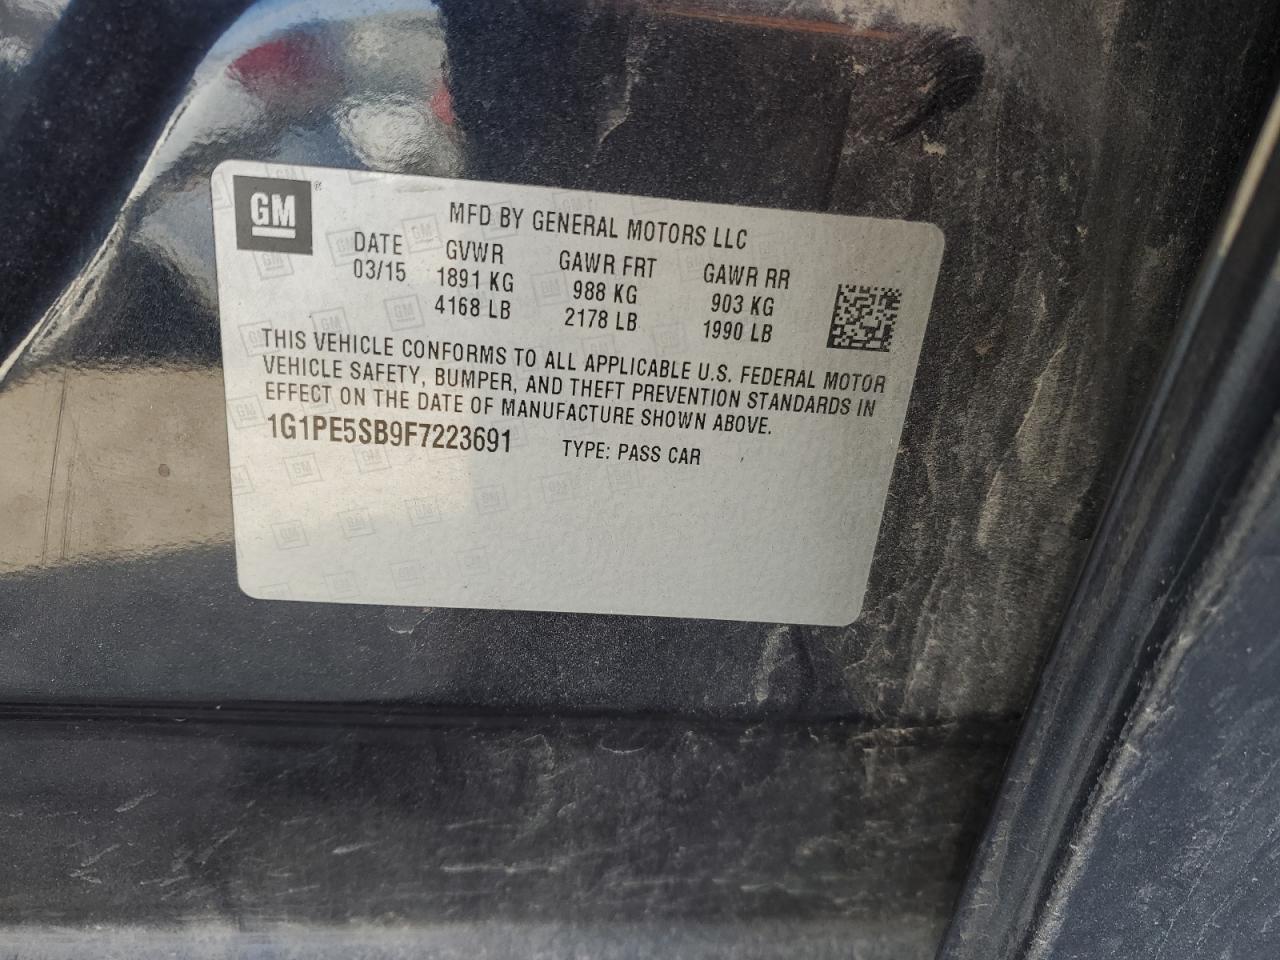 GM®
MFD BY GENERAL MOTORS LLC
DATE GVWR GAWR FRT GAWR RR
03/15 1891 KG 988 KG 903 KG
4168 LB 2178 LB 1990 LB
THIS VEHICLE CONFORMS TO ALL APPLICABLE U.S. FEDERAL MOTOR
VEHICLE SAFETY, BUMPER, AND THEFT PREVENTION STANDARDS IN
EFFECT ON THE DATE OF MANUFACTURE SHOWN ABOVE.
1G1PE5SB9F7223691 TYPE: PASS CAR